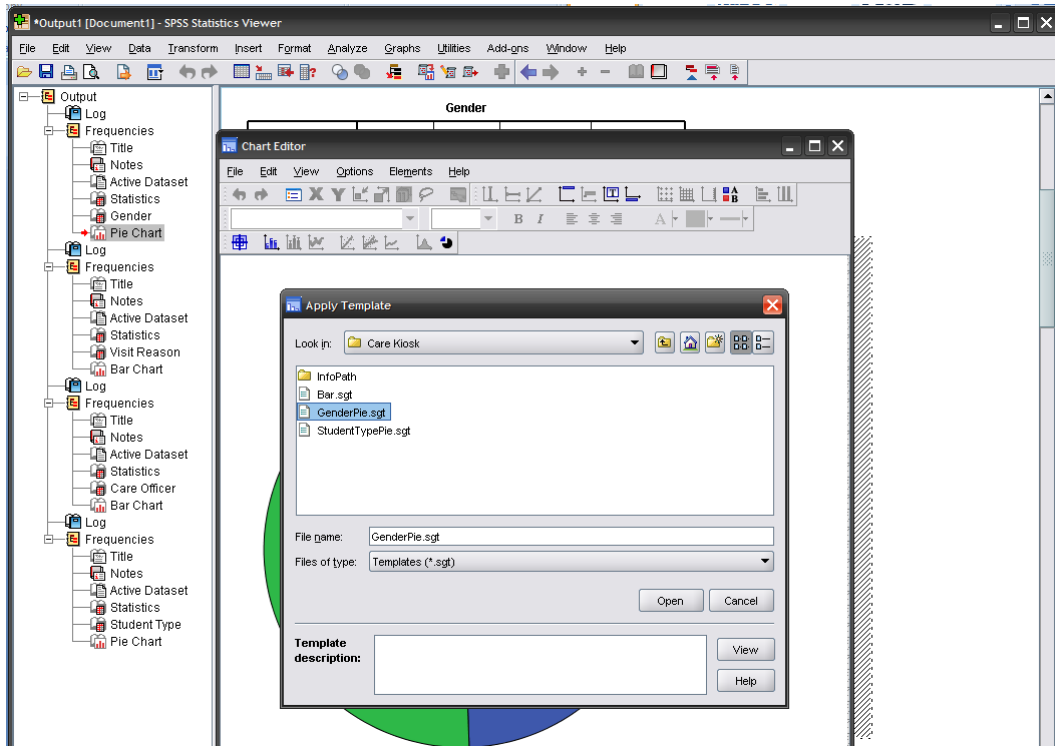 *Output1 [Document1] - SPSS Statistics Viewer
File Edit View Data Transform Insert Format Analyze Graphs Utilities Add-ons Window Help
Output
Log
Frequencies
Title
Notes
Active Dataset
Statistics
Gender
Pie Chart
Log
Frequencies
Title
Notes
Active Dataset
Statistics
Visit Reason
Bar Chart
Log
Frequencies
Title
Notes
Active Dataset
Statistics
Care Officer
Bar Chart
Log
Frequencies
Title
Notes
Active Dataset
Statistics
Student Type
Pie Chart
Gender
Chart Editor
File Edit View Options Elements Help
X Y
B I A
Apply Template
Look in: Care Kiosk
InfoPath
Bar.sgt
GenderPie.sgt
StudentTypePie.sgt
File name: GenderPie.sgt
Files of type: Templates (*.sgt)
Open Cancel
Template
description:
View
Help